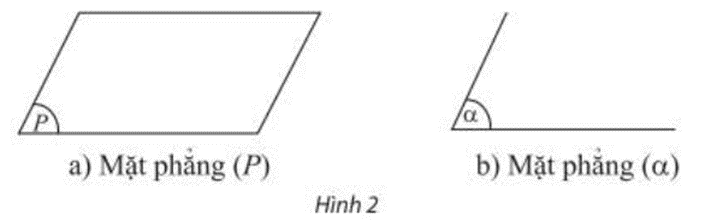 P
α
a) Mặt phẳng (P)
b) Mặt phẳng (α)
Hình 2